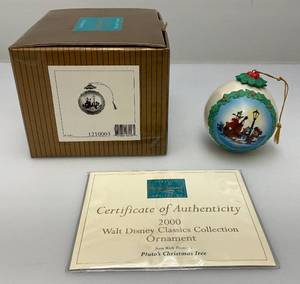 1210003
Certificate of Authenticity
2000
Walt Disney Classics Collection
Ornament
Pluto's Christmas Tree